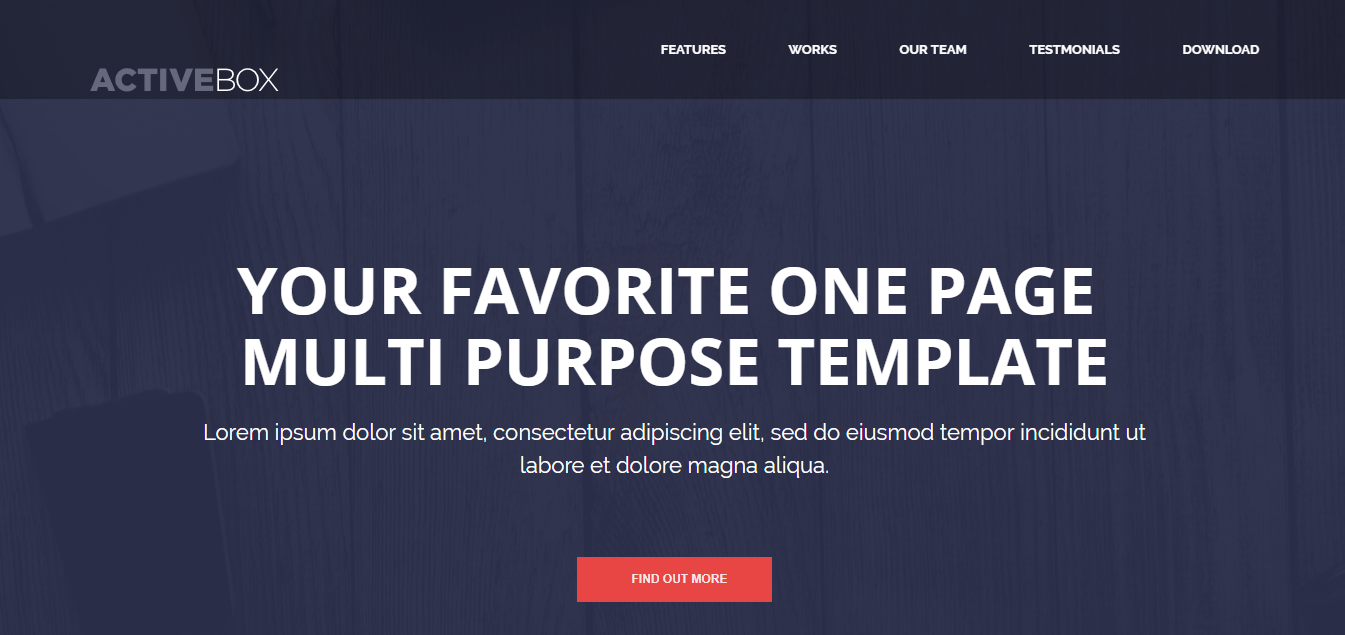 FEATURES WORKS OUR TEAM TESTMONIALS DOWNLOAD
ACTIVEBOX
YOUR FAVORITE ONE PAGE
MULTI PURPOSE TEMPLATE
Lorem ipsum dolor sit amet, consectetur adipiscing elit, sed do eiusmod tempor incididunt ut
labore et dolore magna aliqua.
FIND OUT MORE